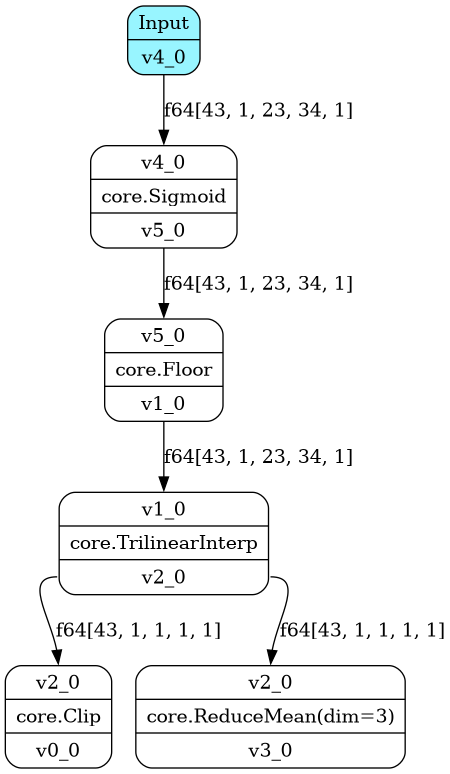 Input
v4_0
f64[43, 1, 23, 34, 1]
v4_0
core.Sigmoid
v5_0
f64[43, 1, 23, 34, 1]
v5_0
core.Floor
v1_0
f64[43, 1, 23, 34, 1]
v1_0
core.TrilinearInterp
v2_0
f64[43, 1, 1, 1, 1]
f64[43, 1, 1, 1, 1]
v2_0
core.Clip
v0_0
v2_0
core.ReduceMean(dim=3)
v3_0